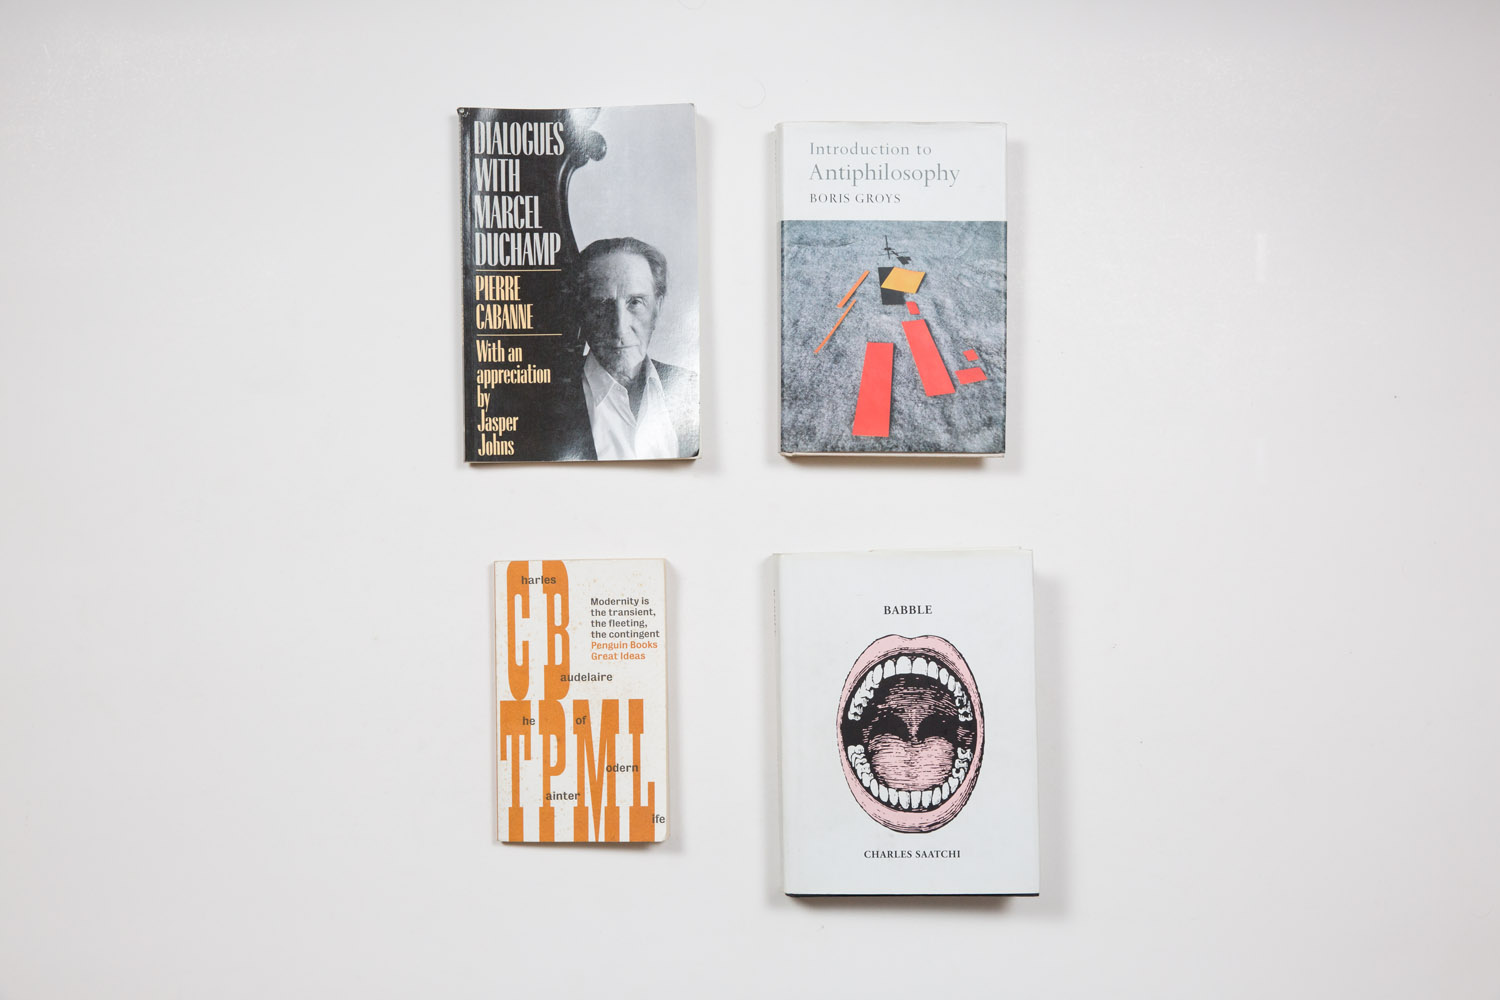 DIALOGUES
WITH
MARCEL
DUCHAMP
PIERRE
CABANNE
With an
appreciation
by
Jasper
Johns
Introduction to
Antiphilosophy
BORIS GROYS
C harles B
audelaire
Modernity is
the transient,
the fleeting,
the contingent
Penguin Books
Great Ideas
T he P of M L
odern
ainter
ife
BABBLE
CHARLES SAATCHI